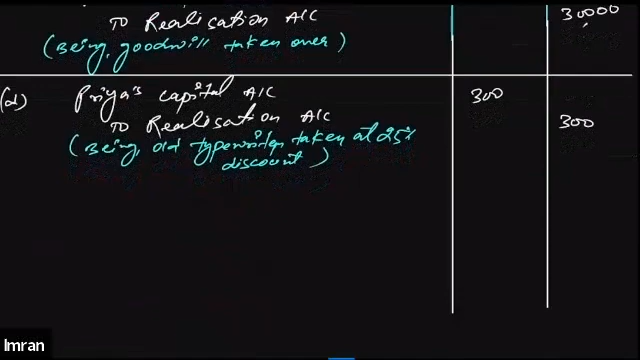 To Realisation A/C 30000
(Being, goodwill taken over)
(d) Priya's capital A/C 300
To Realisation A/C 300
(Being, old typewriter taken at 25%
discount)
Imran